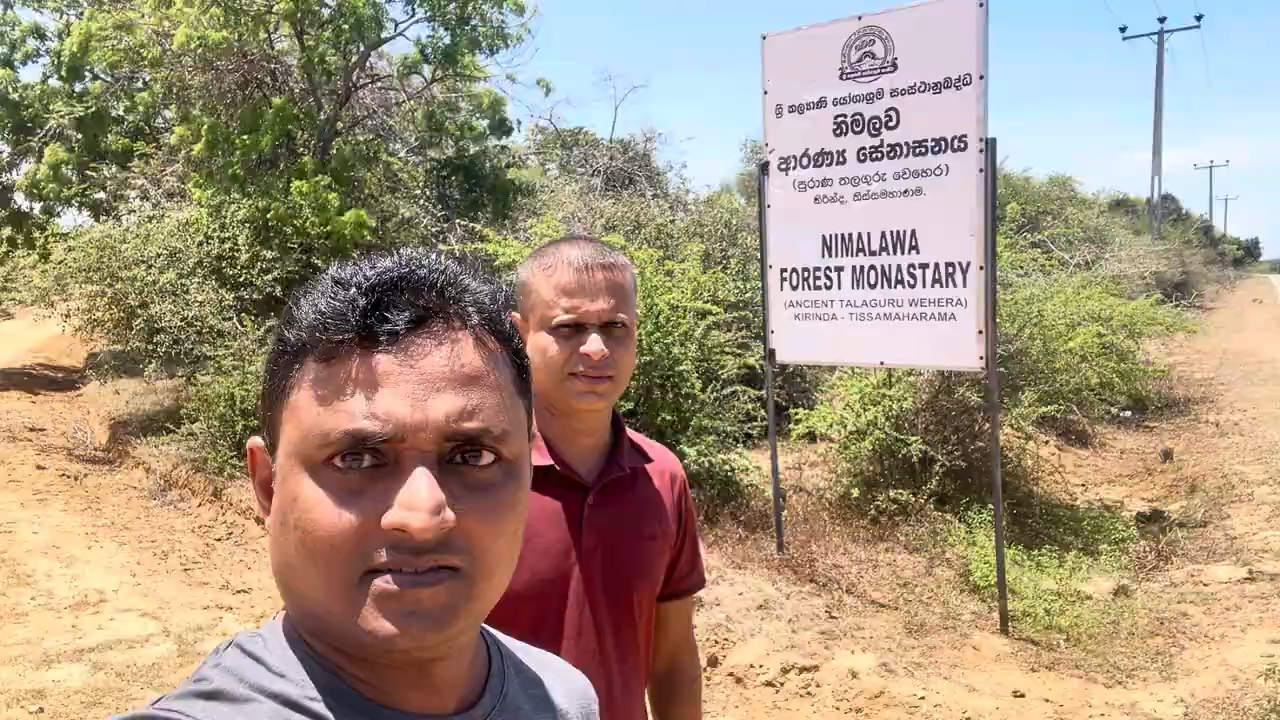 ශ්‍රී කල්‍යාණි යෝගාශ්‍රම සංස්ථානුබද්ධ
නිමලව
ආරණ්‍ය සේනාසනය
(පුරාණ තලගුරු වෙහෙර)
කිරින්ද, තිස්සමහාරාම.
NIMALAWA
FOREST MONASTARY
(ANCIENT TALAGURU WEHERA)
KIRINDA - TISSAMAHARAMA